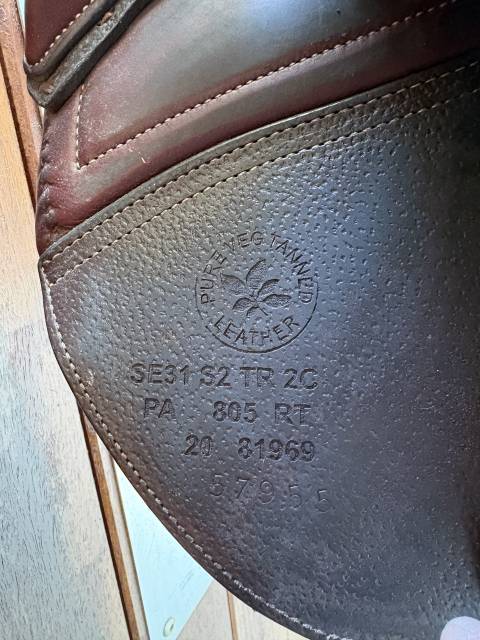 PURE VEG TANNED
LEATHER
SE31 S2 TR 2C
PA 805 RT
20 81969
57955